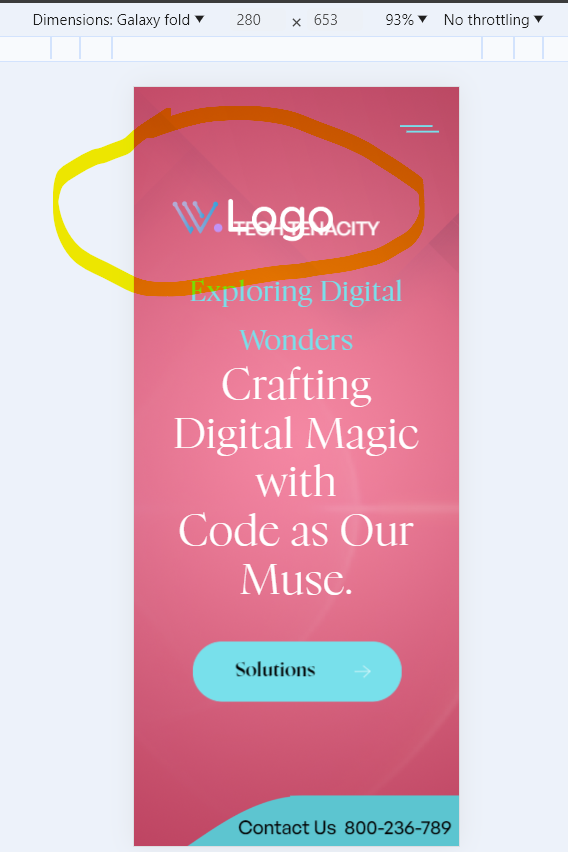 Dimensions: Galaxy fold ▼ 280 × 653 93% ▼ No throttling ▼
W.Logo
TECH TENACITY
Exploring Digital
Wonders
Crafting
Digital Magic
with
Code as Our
Muse.
Solutions →
Contact Us 800-236-789